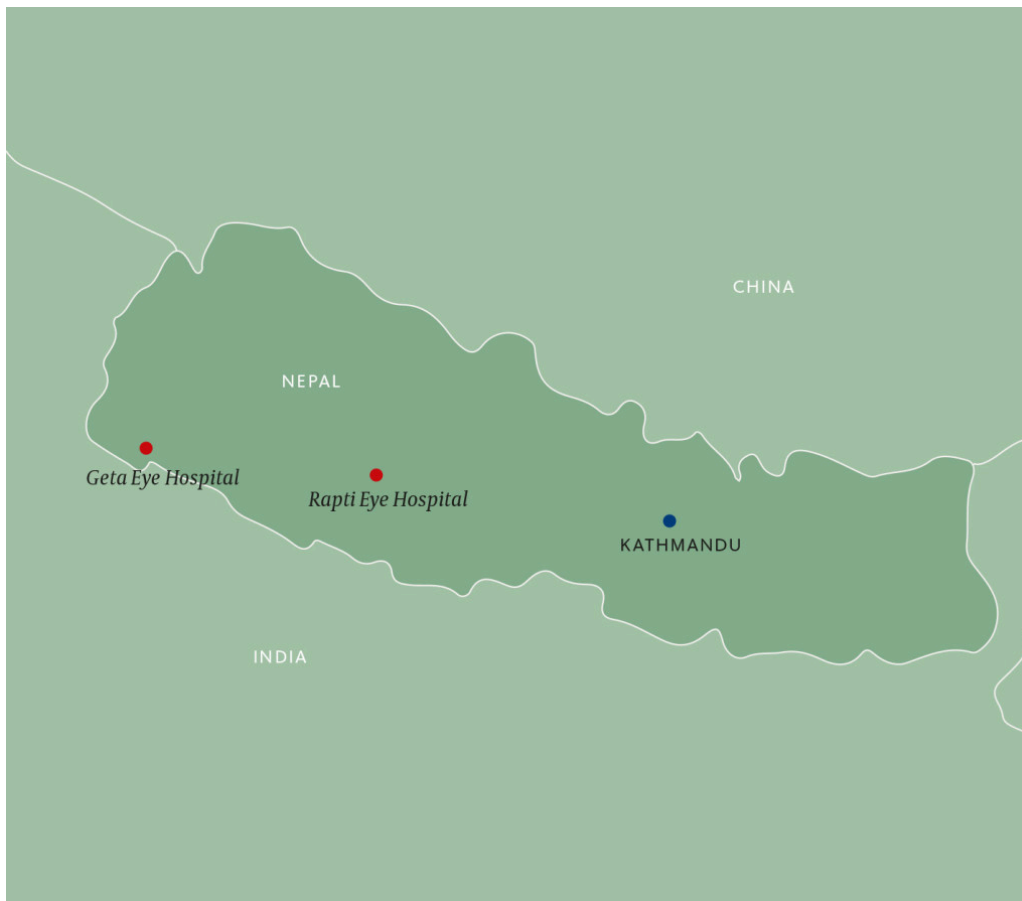 CHINA
NEPAL
Geta Eye Hospital
Rapti Eye Hospital
KATHMANDU
INDIA